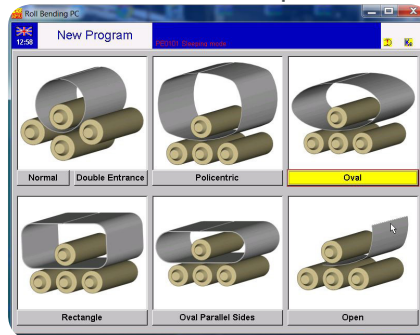 Roll Bending PC
12:58
New Program
PED101 Sleeping mode
Normal
Double Entrance
Policentric
Oval
Rectangle
Oval Parallel Sides
Open